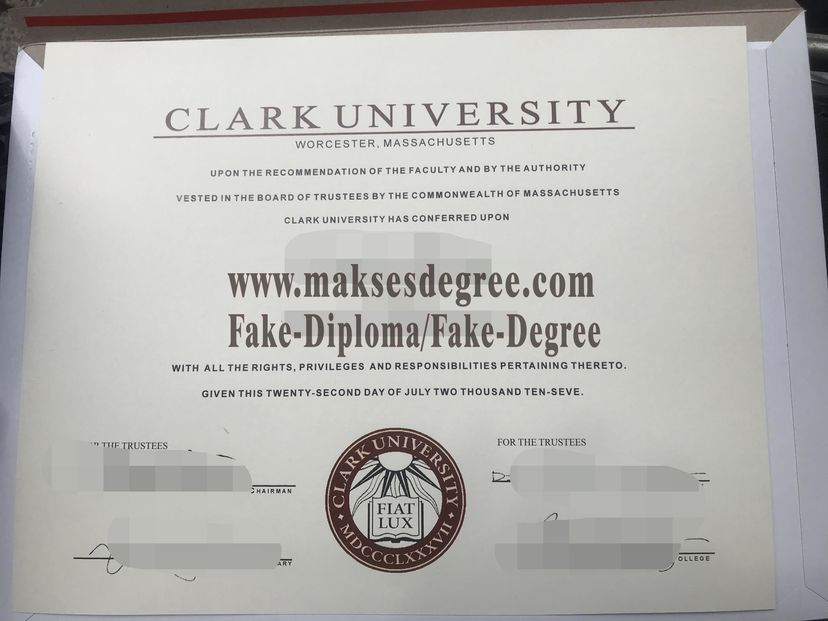 CLARK UNIVERSITY
WORCESTER, MASSACHUSETTS
UPON THE RECOMMENDATION OF THE FACULTY AND BY THE AUTHORITY
VESTED IN THE BOARD OF TRUSTEES BY THE COMMONWEALTH OF MASSACHUSETTS
CLARK UNIVERSITY HAS CONFERRED UPON
www.maksesdegree.com
Fake-Diploma/Fake-Degree
WITH ALL THE RIGHTS, PRIVILEGES AND RESPONSIBILITIES PERTAINING THERETO.
GIVEN THIS TWENTY-SECOND DAY OF JULY TWO THOUSAND TEN-SEVE.
THE TRUSTEES
CHAIRMAN
ARY
CLARK UNIVERSITY
FIAT
LUX
MDCCCLXXXVII
FOR THE TRUSTEES
OLLEGE